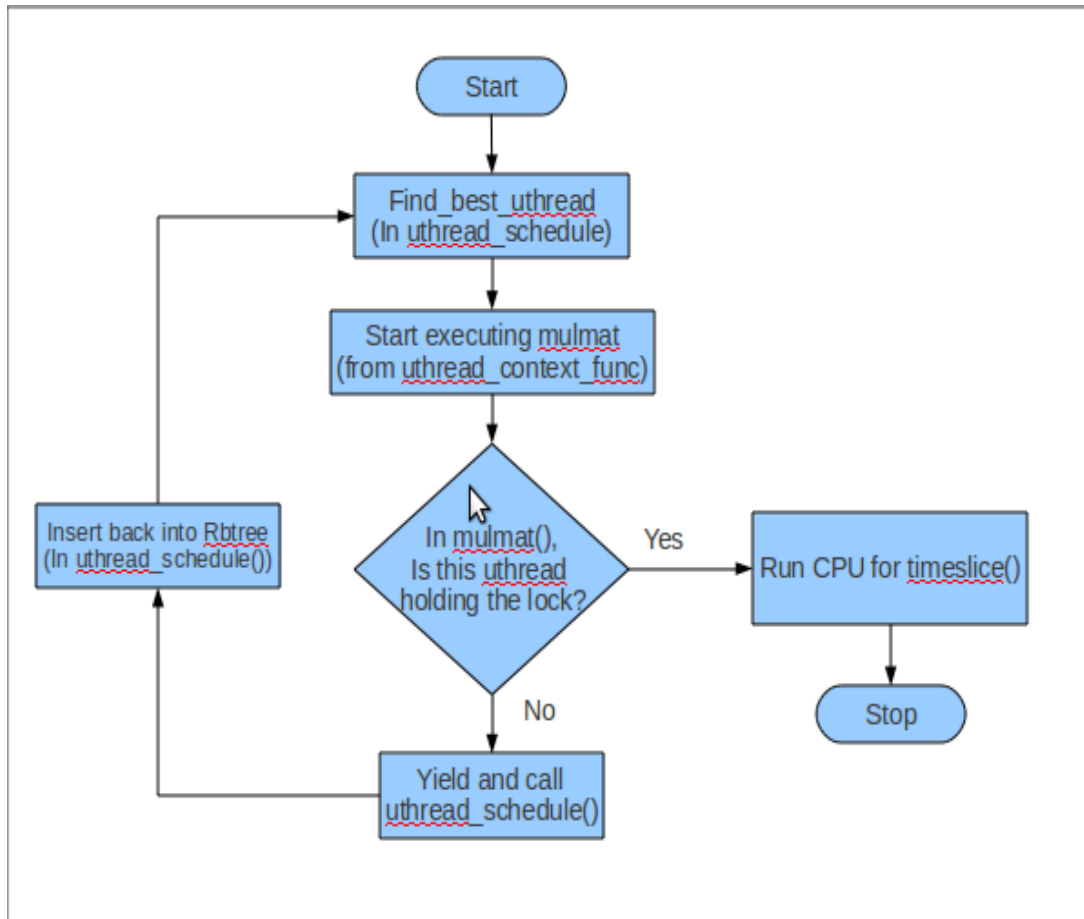 Start
Find_best_uthread
(In uthread_schedule)
Start executing mulmat
(from uthread_context_func)
In mulmat(),
Is this uthread
holding the lock?
Yes
Run CPU for timeslice()
Stop
No
Yield and call
uthread_schedule()
Insert back into Rbtree
(In uthread_schedule())